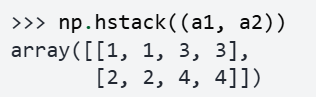 >>> np.hstack((a1, a2))
array([[1, 1, 3, 3],
       [2, 2, 4, 4]])